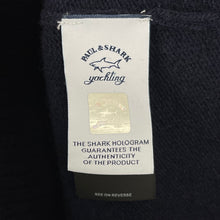 PAUL & SHARK
yachting
THE SHARK HOLOGRAM
GUARANTEES THE
AUTHENTICITY
OF THE PRODUCT
SEE ON REVERSE